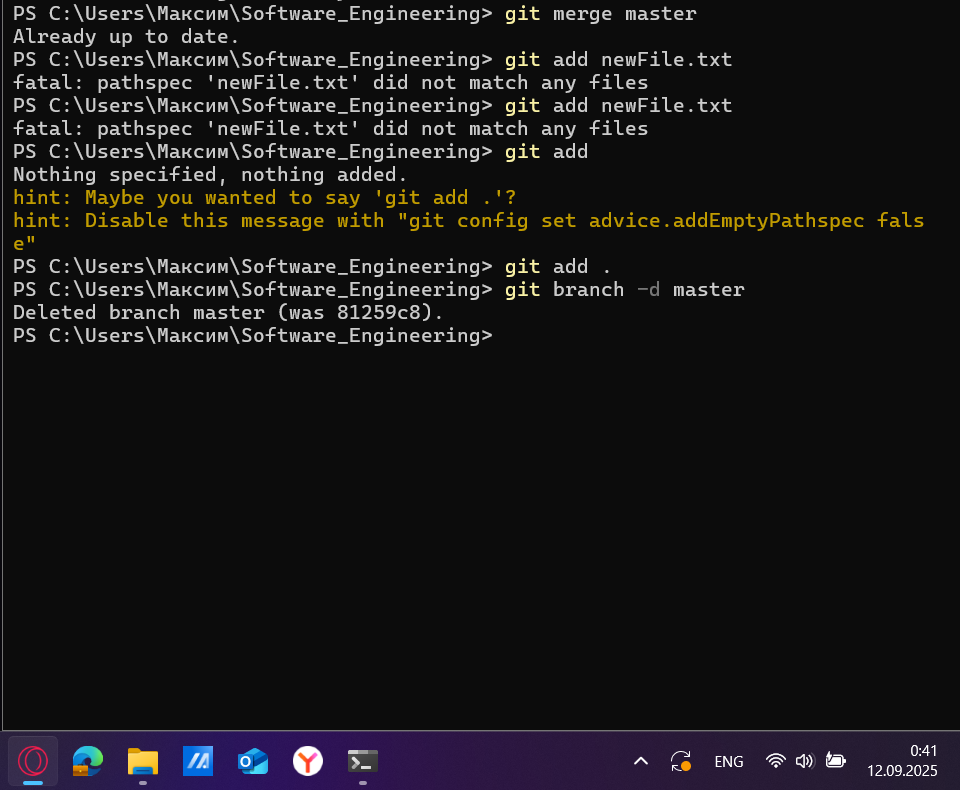 PS C:\Users\Максим\Software_Engineering> git merge master
Already up to date.
PS C:\Users\Максим\Software_Engineering> git add newFile.txt
fatal: pathspec 'newFile.txt' did not match any files
PS C:\Users\Максим\Software_Engineering> git add newFile.txt
fatal: pathspec 'newFile.txt' did not match any files
PS C:\Users\Максим\Software_Engineering> git add
Nothing specified, nothing added.
hint: Maybe you wanted to say 'git add .'?
hint: Disable this message with "git config set advice.addEmptyPathspec fals
e"
PS C:\Users\Максим\Software_Engineering> git add .
PS C:\Users\Максим\Software_Engineering> git branch -d master
Deleted branch master (was 81259c8).
PS C:\Users\Максим\Software_Engineering>
ENG
0:41
12.09.2025